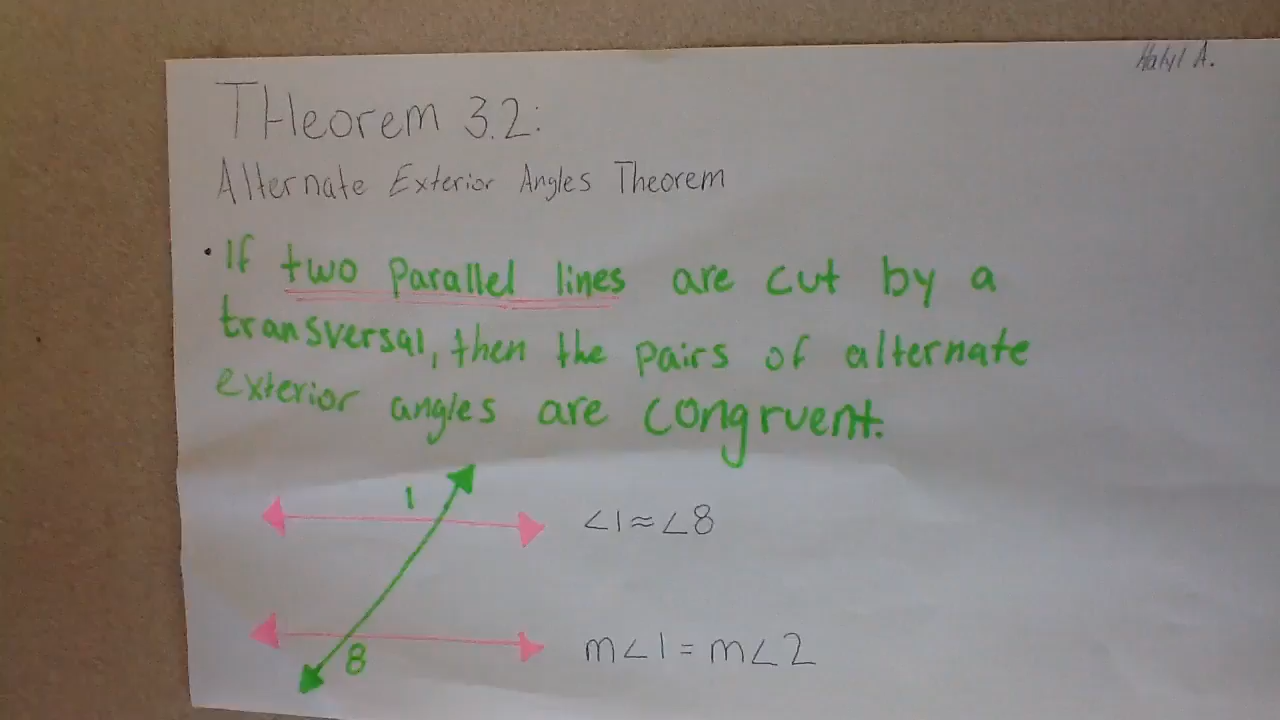 Halyl A.
THeorem 3.2:
Alternate Exterior Angles Theorem
• If two parallel lines are cut by a
transversal, then the pairs of alternate
exterior angles are congruent.
1
∠1≈∠8
8
m∠1=m∠2